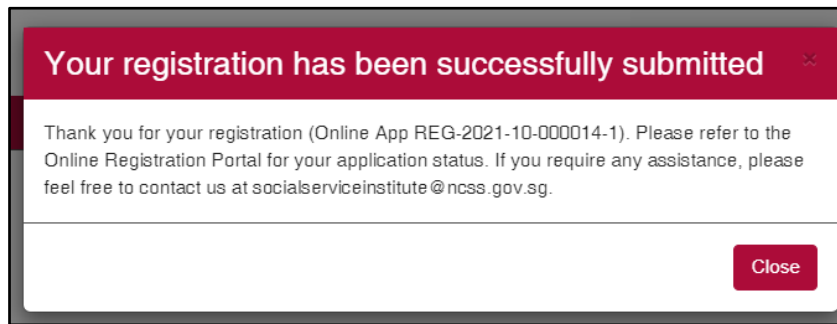 Your registration has been successfully submitted ×
Thank you for your registration (Online App REG-2021-10-000014-1). Please refer to the
Online Registration Portal for your application status. If you require any assistance, please
feel free to contact us at socialserviceinstitute@ncss.gov.sg.
Close